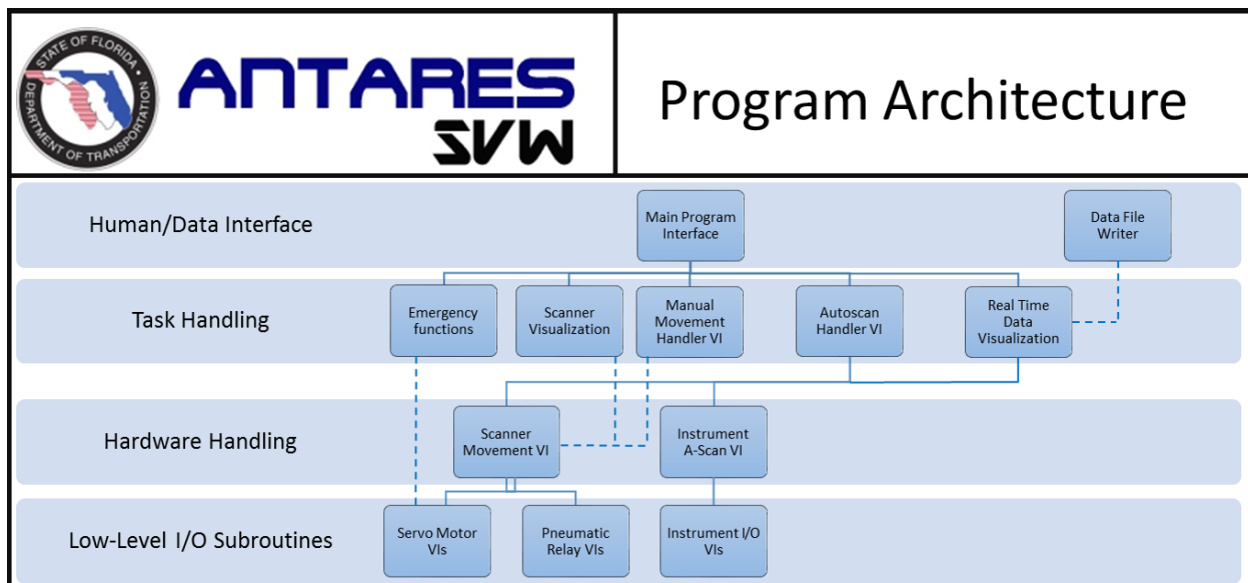 STATE OF FLORIDA
DEPARTMENT OF TRANSPORTATION
ANTARES
SVW
Program Architecture
Human/Data Interface
Main Program
Interface
Data File
Writer
Task Handling
Emergency
functions
Scanner
Visualization
Manual
Movement
Handler VI
Autoscan
Handler VI
Real Time
Data
Visualization
Hardware Handling
Scanner
Movement VI
Instrument
A-Scan VI
Low-Level I/O Subroutines
Servo Motor
VIs
Pneumatic
Relay VIs
Instrument I/O
VIs